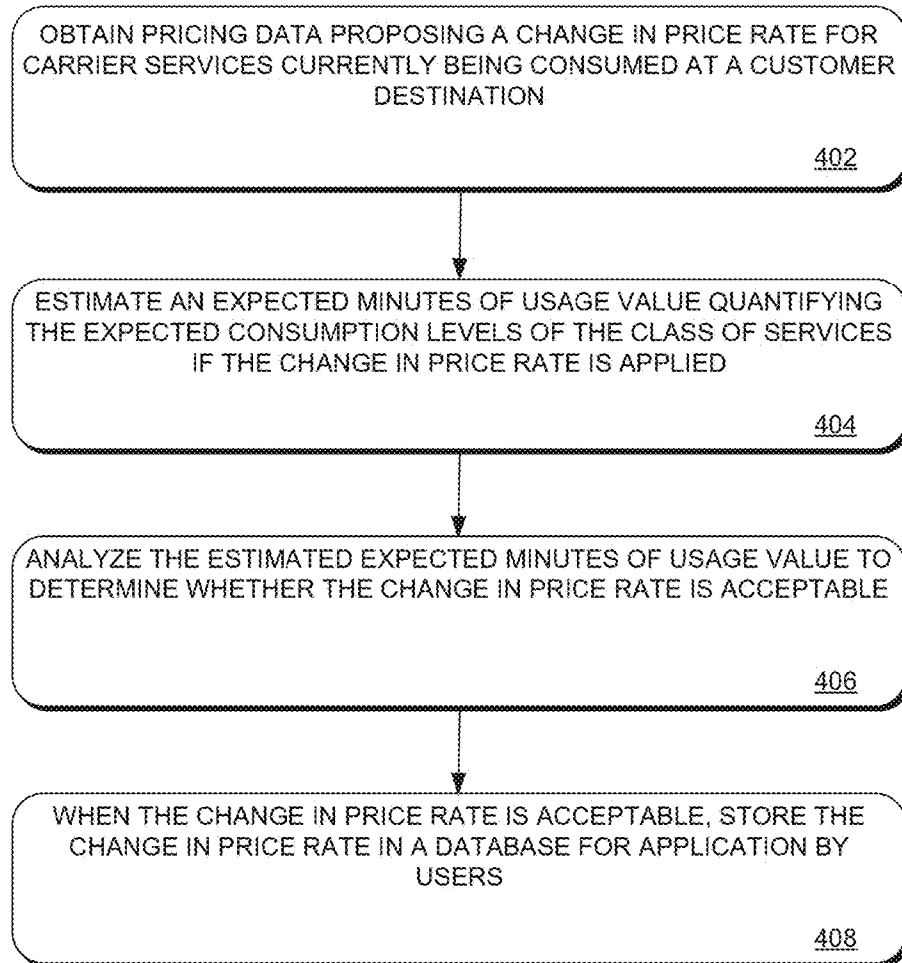 OBTAIN PRICING DATA PROPOSING A CHANGE IN PRICE RATE FOR
CARRIER SERVICES CURRENTLY BEING CONSUMED AT A CUSTOMER
DESTINATION
402
ESTIMATE AN EXPECTED MINUTES OF USAGE VALUE QUANTIFYING
THE EXPECTED CONSUMPTION LEVELS OF THE CLASS OF SERVICES
IF THE CHANGE IN PRICE RATE IS APPLIED
404
ANALYZE THE ESTIMATED EXPECTED MINUTES OF USAGE VALUE TO
DETERMINE WHETHER THE CHANGE IN PRICE RATE IS ACCEPTABLE
406
WHEN THE CHANGE IN PRICE RATE IS ACCEPTABLE, STORE THE
CHANGE IN PRICE RATE IN A DATABASE FOR APPLICATION BY
USERS
408